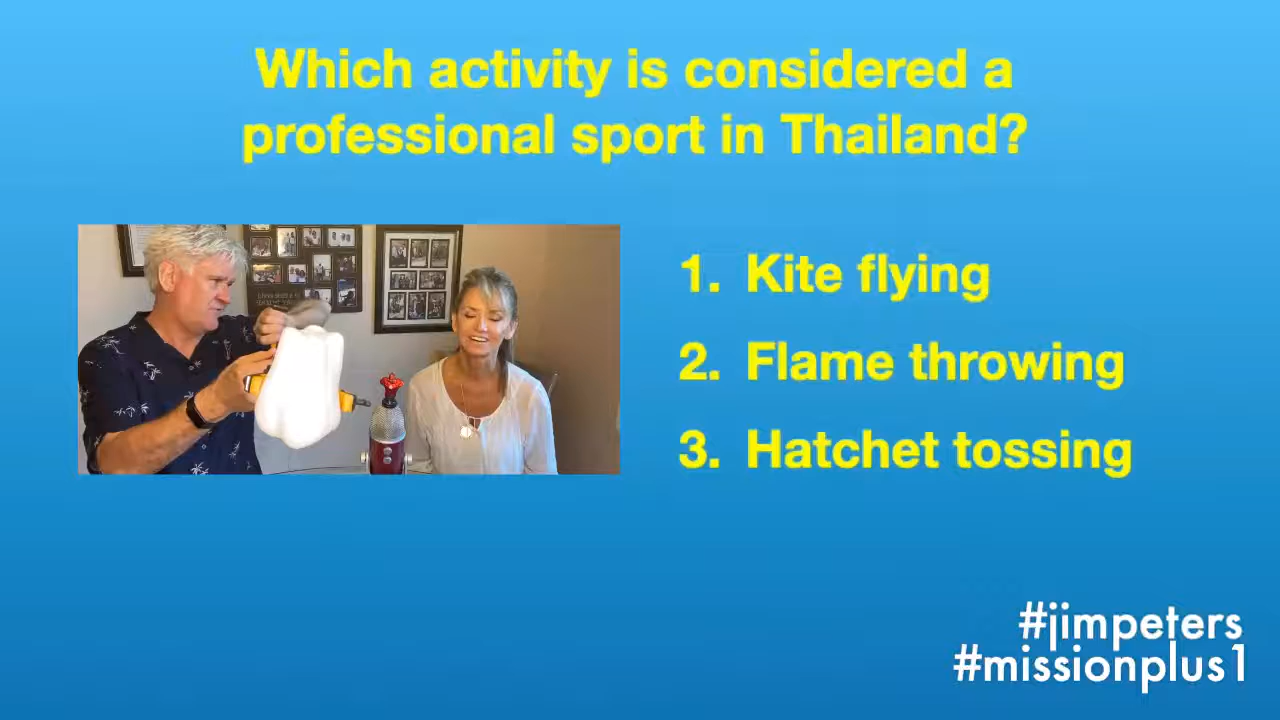 Which activity is considered a
professional sport in Thailand?
1. Kite flying
2. Flame throwing
3. Hatchet tossing
#jimpeters
#missionplus1